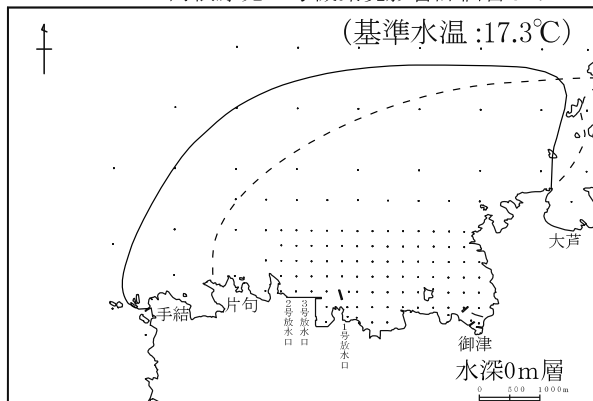 (基準水温:17.3℃)
大芦
手結
片句
2号放水口
3号放水口
1号放水口
御津
水深0m層
0 500 1000m